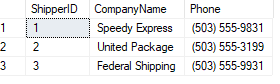 ShipperID CompanyName Phone
1 1 Speedy Express (503) 555-9831
2 2 United Package (503) 555-3199
3 3 Federal Shipping (503) 555-9931